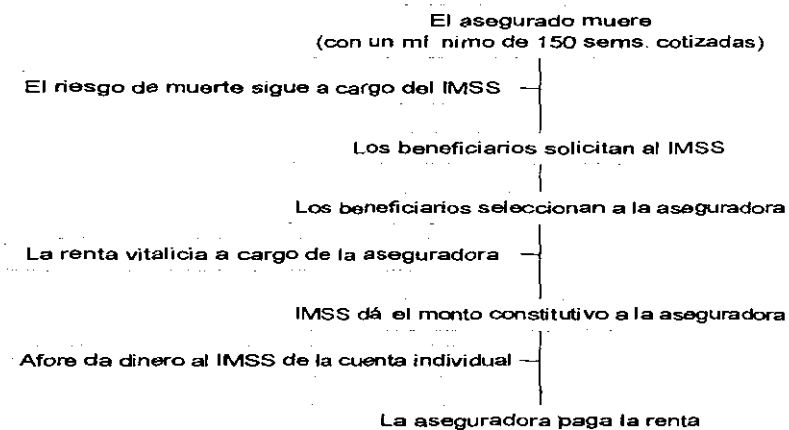 El asegurado muere
(con un mí nimo de 150 sems. cotizadas)
El riesgo de muerte sigue a cargo del IMSS
Los beneficiarios solicitan al IMSS
Los beneficiarios seleccionan a la aseguradora
La renta vitalicia a cargo de la aseguradora
IMSS dá el monto constitutivo a la aseguradora
Afore da dinero al IMSS de la cuenta individual
La aseguradora paga la renta